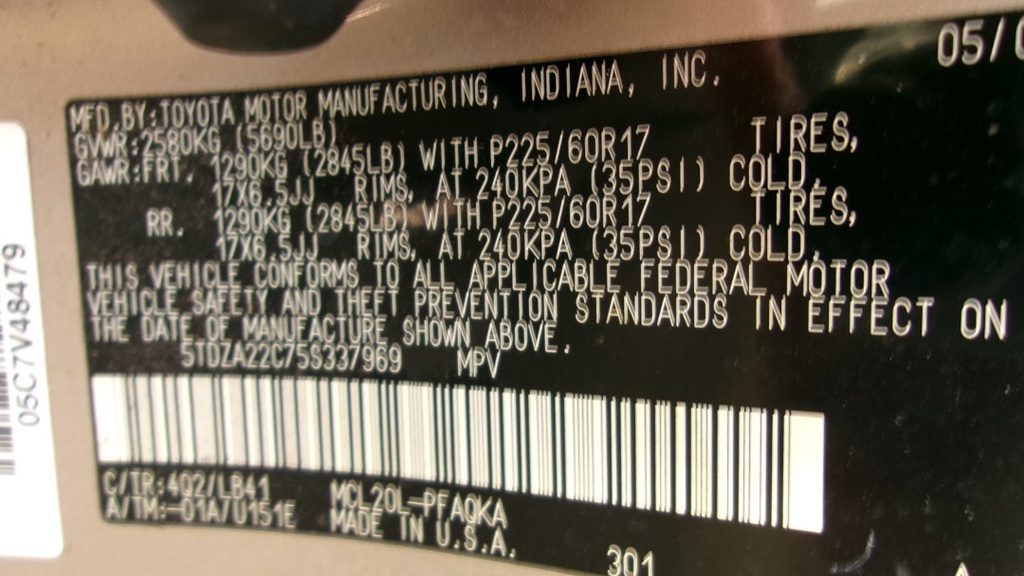 05/0
MFD.BY:TOYOTA MOTOR MANUFACTURING, INDIANA, INC.
GVWR:2580KG (5690LB)
GAWR:FRT. 1290KG (2845LB) WITH P225/60R17 TIRES,
17X6.5JJ RIMS, AT 240KPA (35PSI) COLD.
RR. 1290KG (2845LB) WITH P225/60R17 TIRES,
17X6.5JJ RIMS, AT 240KPA (35PSI) COLD.
THIS VEHICLE CONFORMS TO ALL APPLICABLE FEDERAL MOTOR
VEHICLE SAFETY AND THEFT PREVENTION STANDARDS IN EFFECT ON
THE DATE OF MANUFACTURE SHOWN ABOVE.
5TDZA22C75S337969 MPV
C/TR:4Q2/LB41 MCL20L-PFAQKA
A/TM:-01A/U151E MADE IN U.S.A.
301
05C7V48479